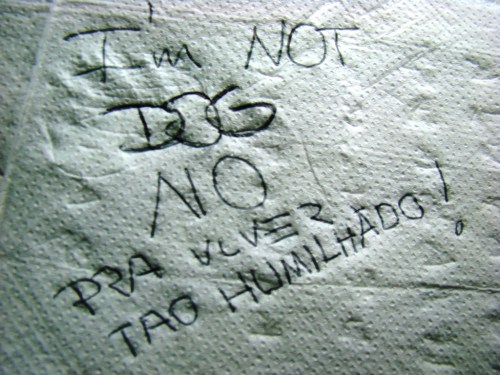 I'm NOT
DOG
NO
PRA VIVER
TAO HUMILHADO!